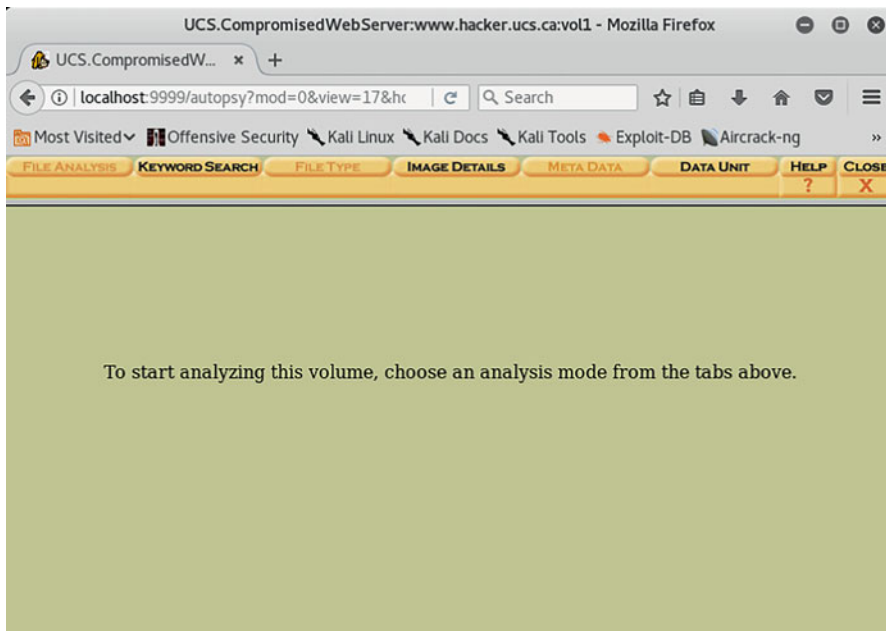 UCS.CompromisedWebServer:www.hacker.ucs.ca:vol1 - Mozilla Firefox
UCS.CompromisedW... × +
localhost:9999/autopsy?mod=0&view=17&hc Search
Most Visited Offensive Security Kali Linux Kali Docs Kali Tools Exploit-DB Aircrack-ng »
FILE ANALYSIS KEYWORD SEARCH FILE TYPE IMAGE DETAILS META DATA DATA UNIT HELP CLOSE
? X
To start analyzing this volume, choose an analysis mode from the tabs above.